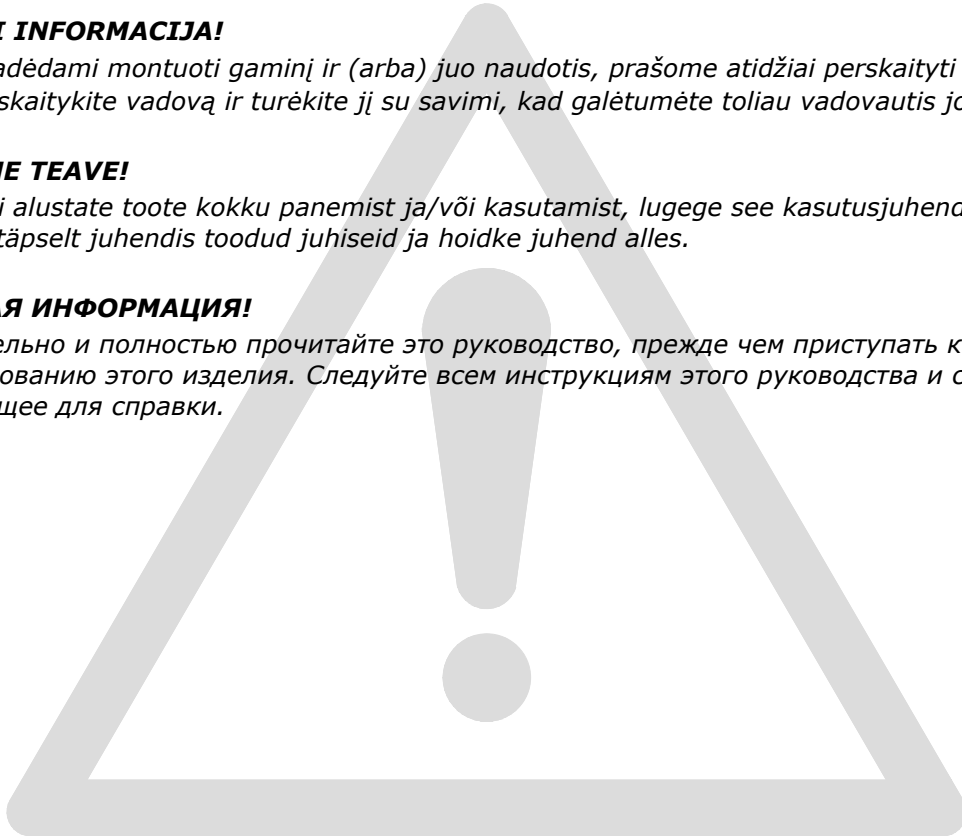 I INFORMACIJA!
adėdami montuoti gaminį ir (arba) juo naudotis, prašome atidžiai perskaityti
skaitykite vadovą ir turėkite jį su savimi, kad galėtumėte toliau vadovautis jo
NE TEAVE!
i alustate toote kokku panemist ja/või kasutamist, lugege see kasutusjuhend
täpselt juhendis toodud juhiseid ja hoidke juhend alles.
АЯ ИНФОРМАЦИЯ!
ельно и полностью прочитайте это руководство, прежде чем приступать к
ованию этого изделия. Следуйте всем инструкциям этого руководства и с
щее для справки.